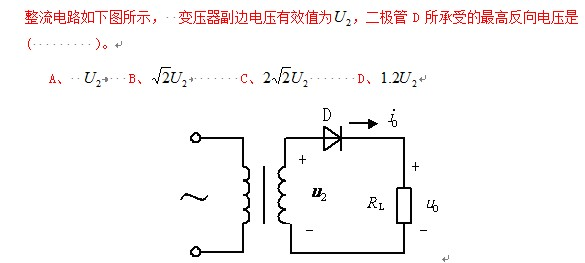 整流电路如下图所示，变压器副边电压有效值为U₂，二极管 D 所承受的最高反向电压是
(·········)。
A、U₂ B、√2U₂ C、2√2U₂ D、1.2U₂
D i₀
+ +
u₂ R_L u₀
− −